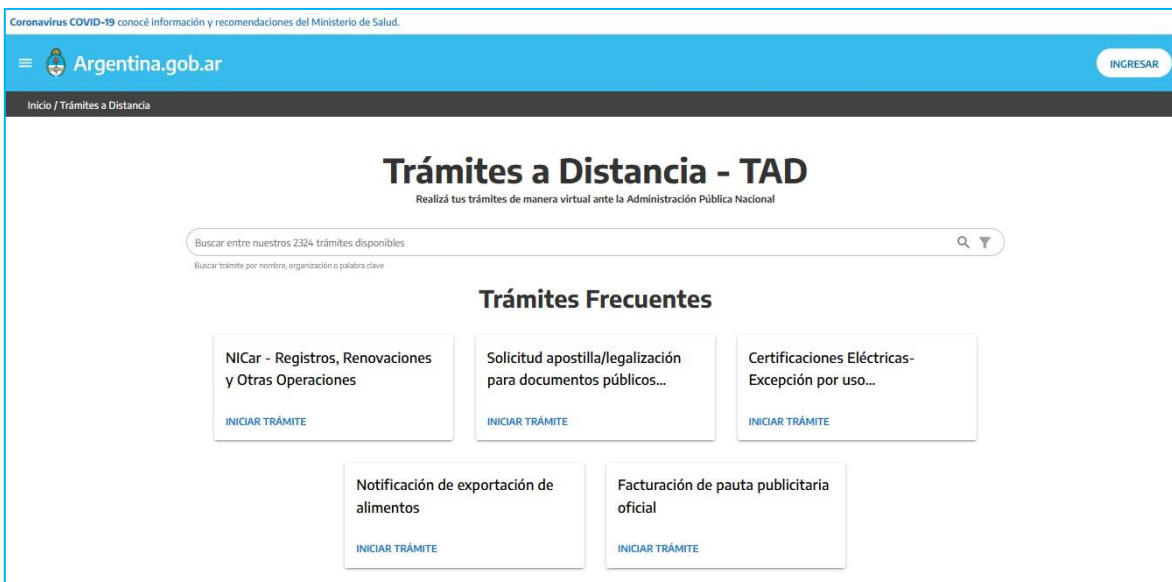 Coronavirus COVID-19 conocé información y recomendaciones del Ministerio de Salud.
Argentina.gob.ar
INGRESAR
Inicio / Trámites a Distancia
Trámites a Distancia - TAD
Realizá tus trámites de manera virtual ante la Administración Pública Nacional
Buscar entre nuestros 2324 trámites disponibles
Buscar trámite por nombre, organización o palabra clave
Trámites Frecuentes
NICar - Registros, Renovaciones
y Otras Operaciones
INICIAR TRÁMITE
Solicitud apostilla/legalización
para documentos públicos...
INICIAR TRÁMITE
Certificaciones Eléctricas-
Excepción por uso...
INICIAR TRÁMITE
Notificación de exportación de
alimentos
INICIAR TRÁMITE
Facturación de pauta publicitaria
oficial
INICIAR TRÁMITE